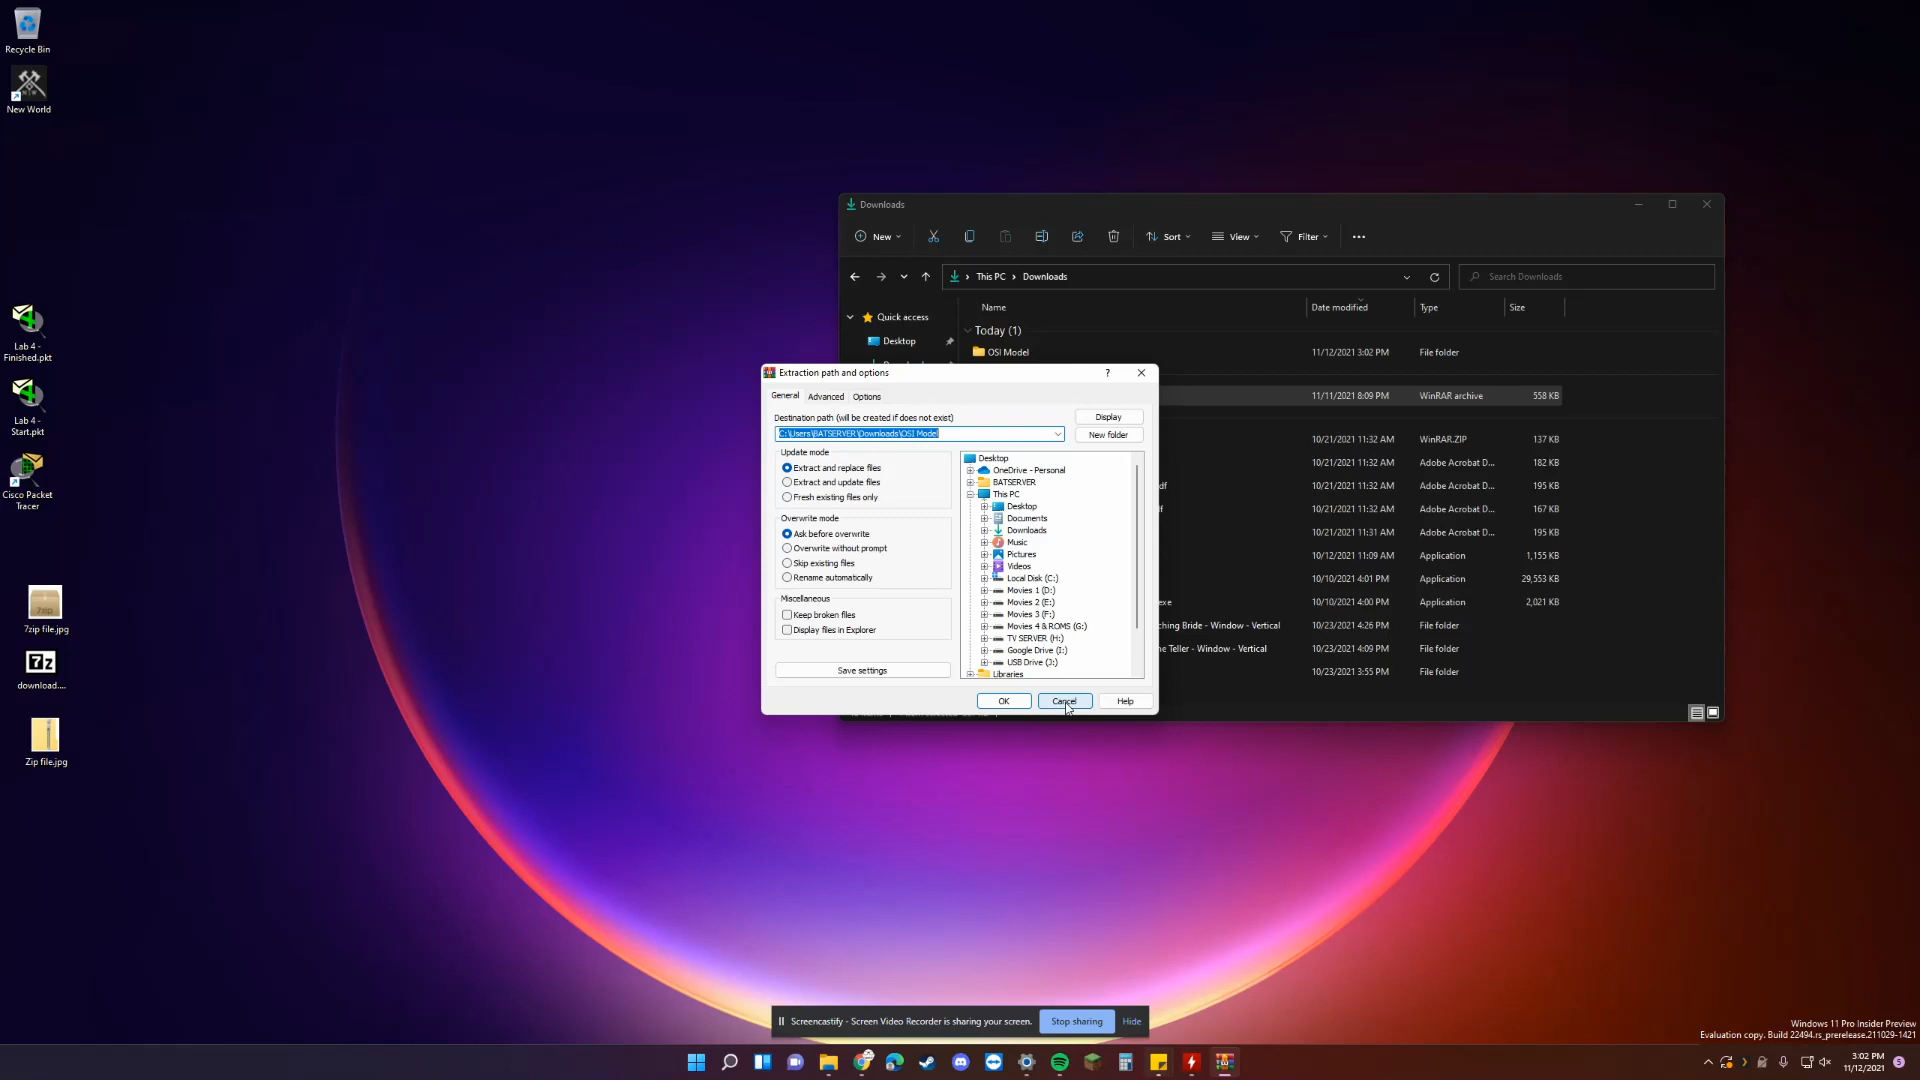 Recycle Bin
New World
Lab 4 -
Finished.pkt
Lab 4 -
Start.pkt
Cisco Packet
Tracer
7zip
7zip file.jpg
7z
download....
Zip file.jpg
Downloads
New
Sort
View
Filter
This PC
Downloads
Search Downloads
Name
Date modified
Type
Size
Quick access
Today (1)
Desktop
OSI Model
11/12/2021 3:02 PM
File folder
11/11/2021 8:09 PM
WinRAR archive
558 KB
10/21/2021 11:32 AM
WinRAR.ZIP
137 KB
10/21/2021 11:32 AM
Adobe Acrobat D...
182 KB
df
10/21/2021 11:32 AM
Adobe Acrobat D...
195 KB
f
10/21/2021 11:32 AM
Adobe Acrobat D...
167 KB
10/21/2021 11:31 AM
Adobe Acrobat D...
195 KB
10/12/2021 11:09 AM
Application
1,155 KB
10/10/2021 4:01 PM
Application
29,553 KB
exe
10/10/2021 4:00 PM
Application
2,021 KB
ching Bride - Window - Vertical
10/23/2021 4:26 PM
File folder
ne Teller - Window - Vertical
10/23/2021 4:09 PM
File folder
10/23/2021 3:55 PM
File folder
Extraction path and options
?
General
Advanced
Options
Destination path (will be created if does not exist)
Display
C:\Users\BATSERVER\Downloads\OSI Model
New folder
Update mode
Extract and replace files
Extract and update files
Fresh existing files only
Overwrite mode
Ask before overwrite
Overwrite without prompt
Skip existing files
Rename automatically
Miscellaneous
Keep broken files
Display files in Explorer
Save settings
Desktop
OneDrive - Personal
BATSERVER
This PC
Desktop
Documents
Downloads
Music
Pictures
Videos
Local Disk (C:)
Movies 1 (D:)
Movies 2 (E:)
Movies 3 (F:)
Movies 4 & ROMS (G:)
TV SERVER (H:)
Google Drive (I:)
USB Drive (J:)
Libraries
OK
Cancel
Help
Screencastify - Screen Video Recorder is sharing your screen.
Stop sharing
Hide
Windows 11 Pro Insider Preview
Evaluation copy. Build 22494.rs_prerelease.211029-1421
3:02 PM
11/12/2021
5